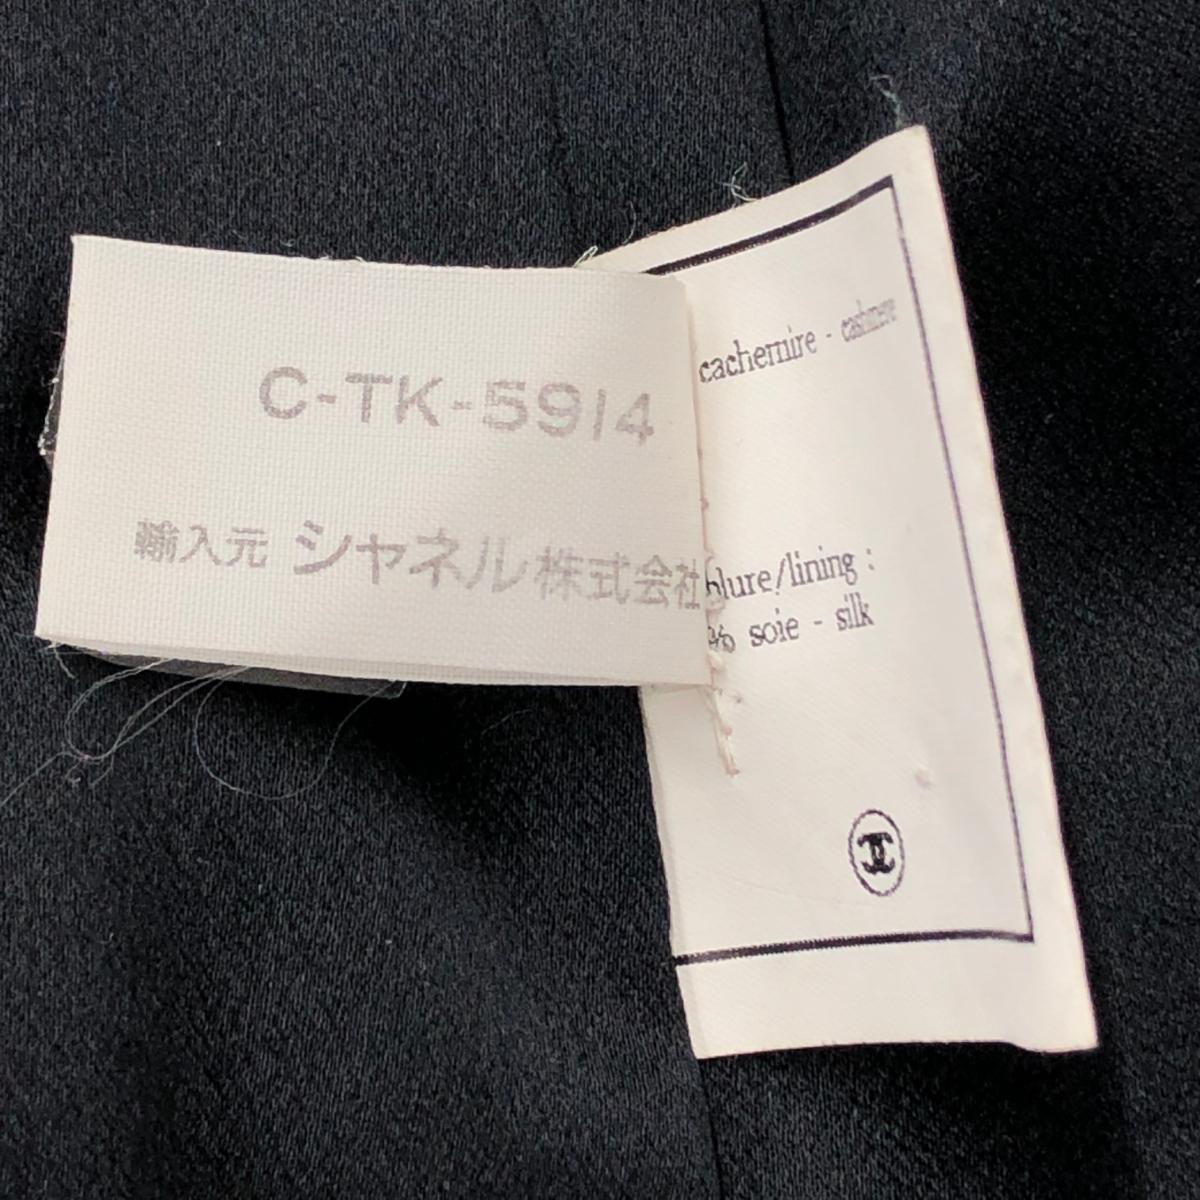 C-TK-5914
輸入元 シャネル株式会社
cachemire - cashmere
blure/lining :
% soie - silk